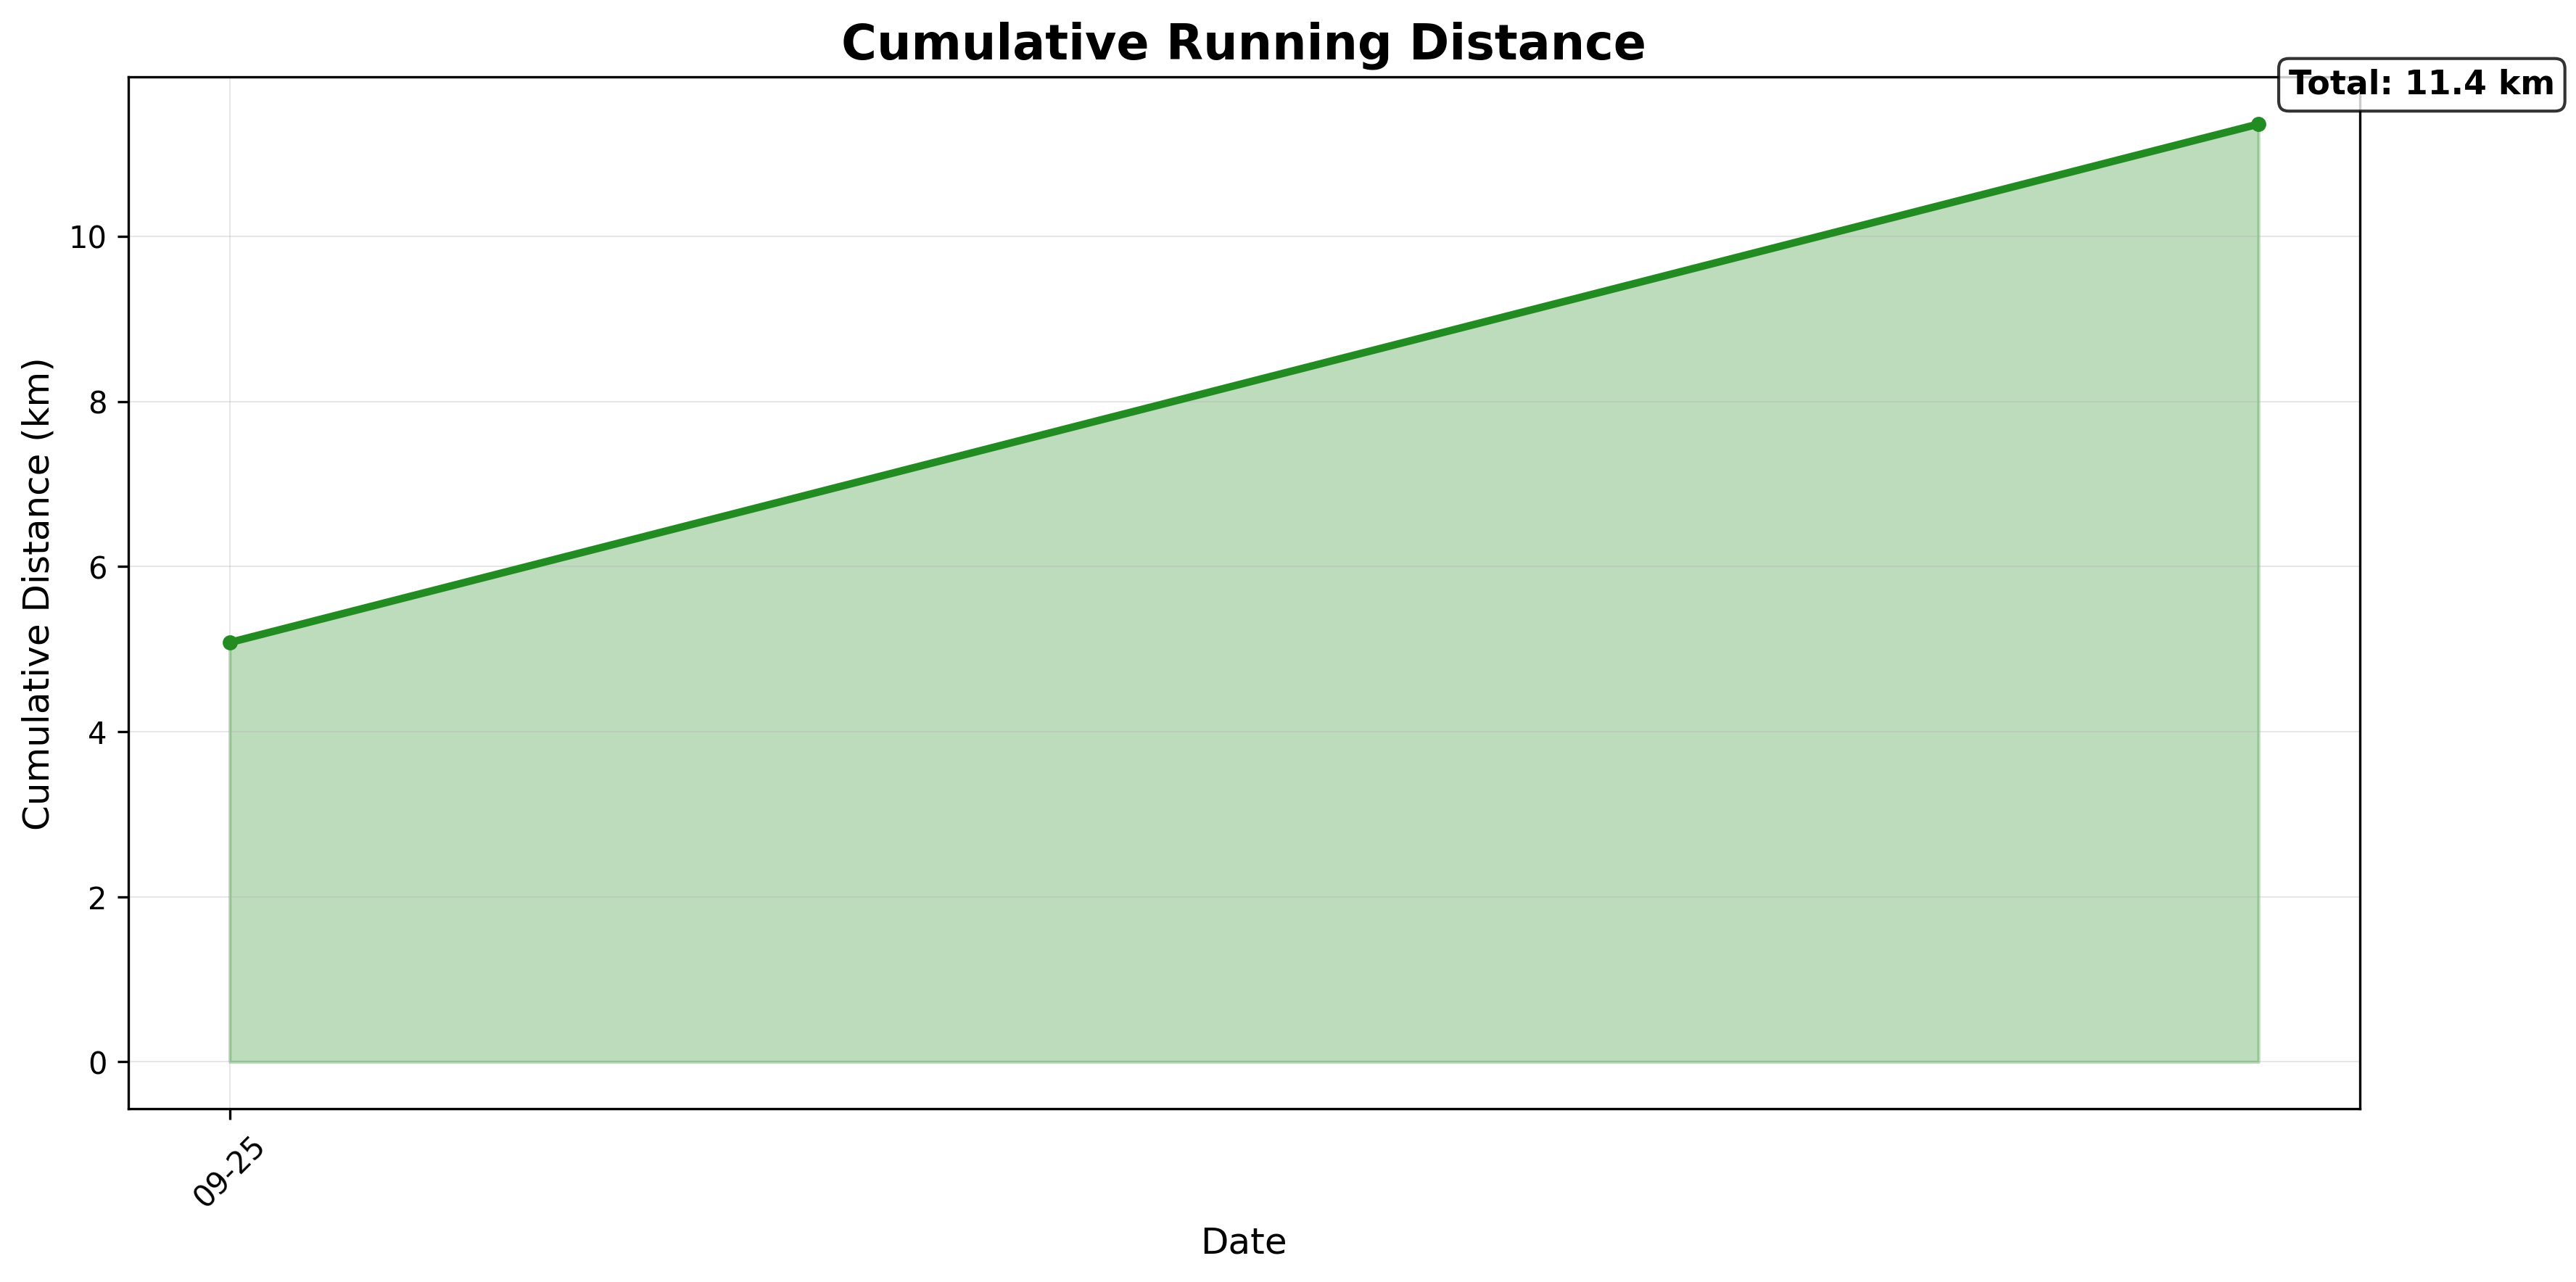 Cumulative Running Distance
Total: 11.4 km
Cumulative Distance (km)
10
8
6
4
2
0
09-25
Date